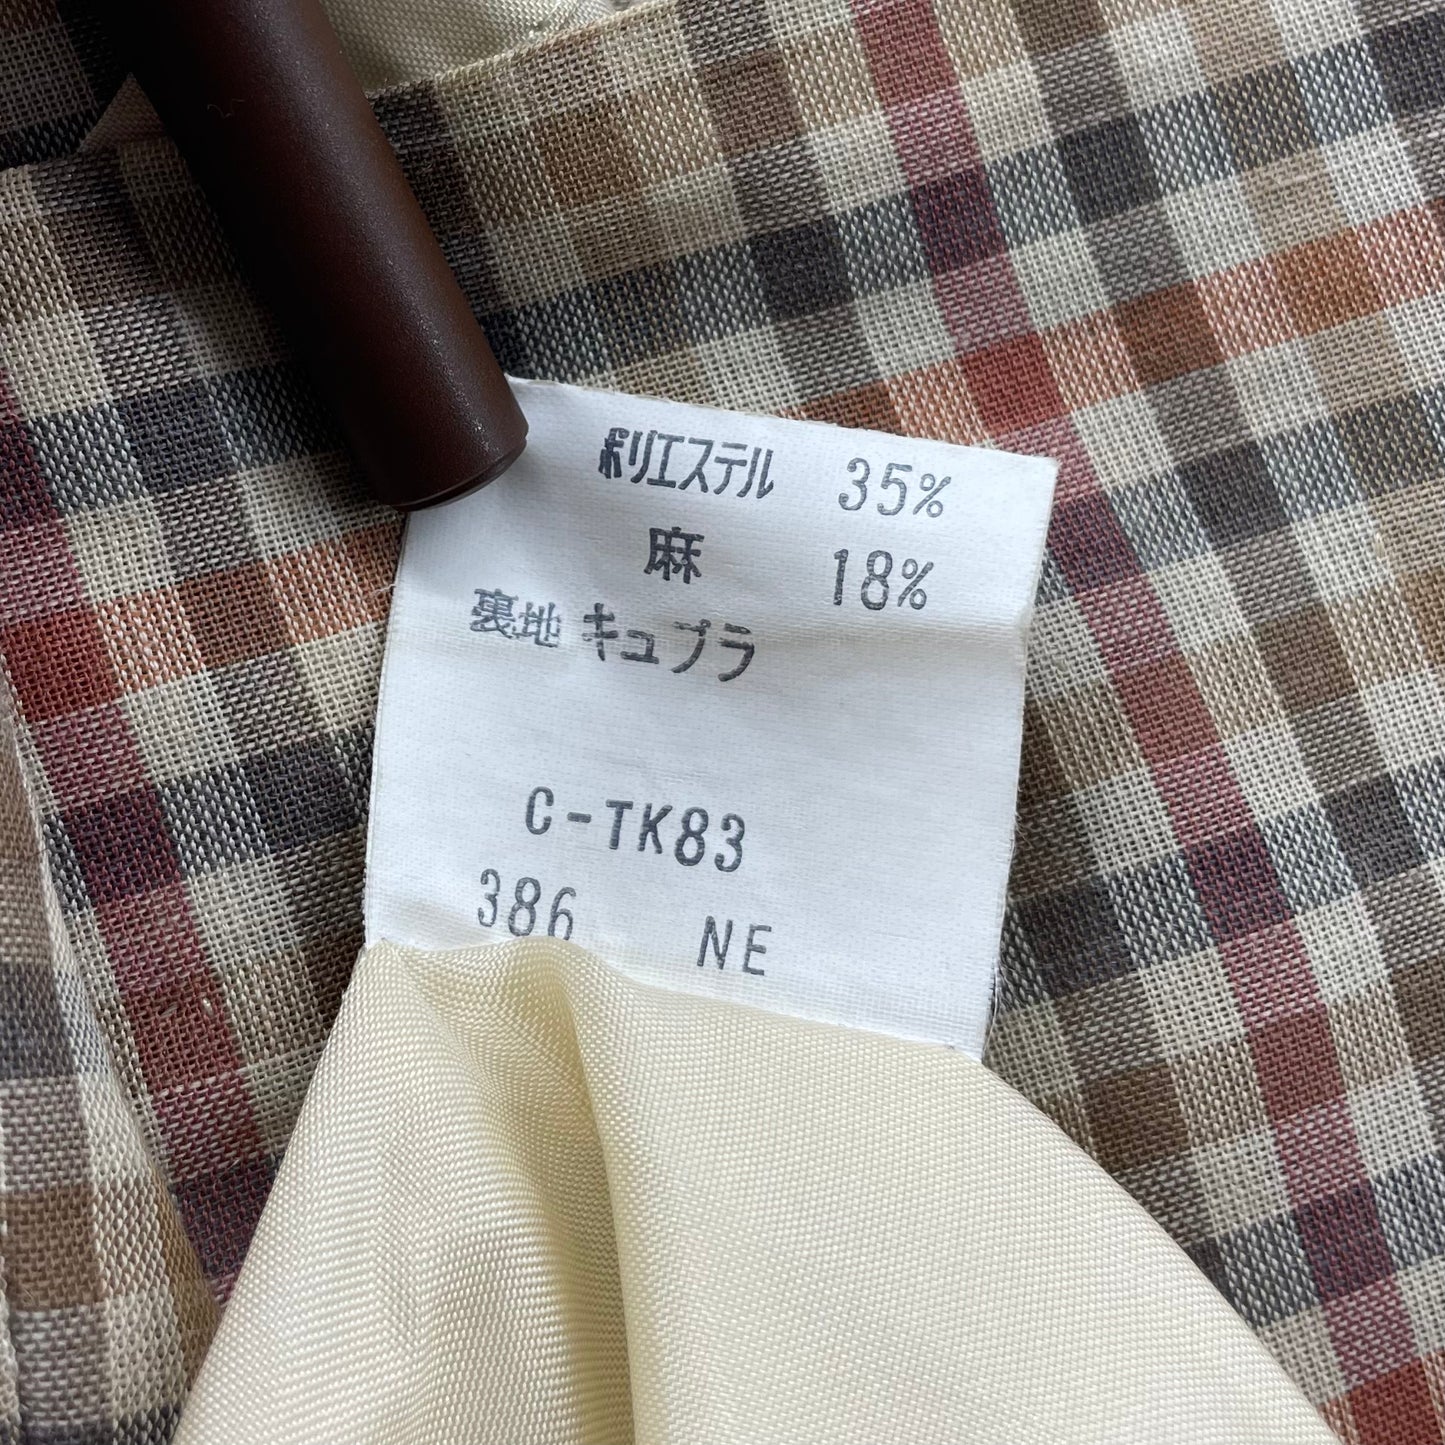 ポリエステル 35%
麻 18%
裏地 キュプラ
C-TK83
386 NE